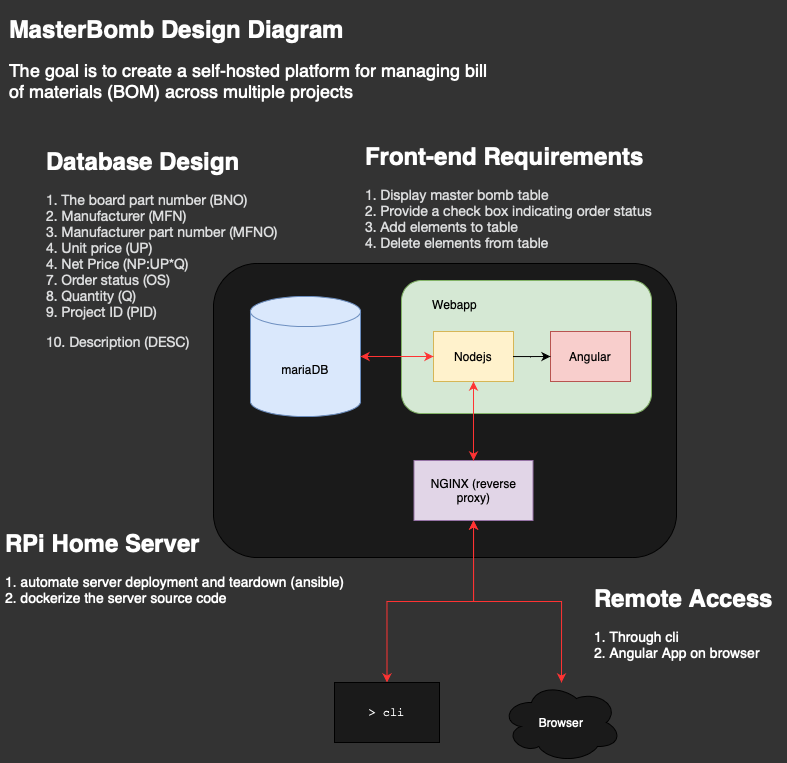 MasterBomb Design Diagram
The goal is to create a self-hosted platform for managing bill
of materials (BOM) across multiple projects
Database Design
1. The board part number (BNO)
2. Manufacturer (MFN)
3. Manufacturer part number (MFNO)
4. Unit price (UP)
4. Net Price (NP:UP*Q)
7. Order status (OS)
8. Quantity (Q)
9. Project ID (PID)
10. Description (DESC)
Front-end Requirements
1. Display master bomb table
2. Provide a check box indicating order status
3. Add elements to table
4. Delete elements from table
Webapp
mariaDB
Nodejs
Angular
NGINX (reverse
proxy)
RPi Home Server
1. automate server deployment and teardown (ansible)
2. dockerize the server source code
Remote Access
1. Through cli
2. Angular App on browser
> cli
Browser